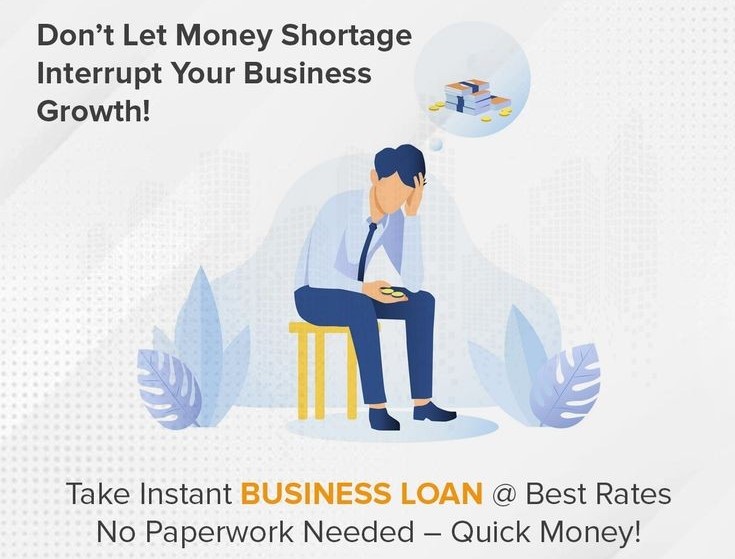 Don’t Let Money Shortage
Interrupt Your Business
Growth!
Take Instant BUSINESS LOAN @ Best Rates
No Paperwork Needed – Quick Money!